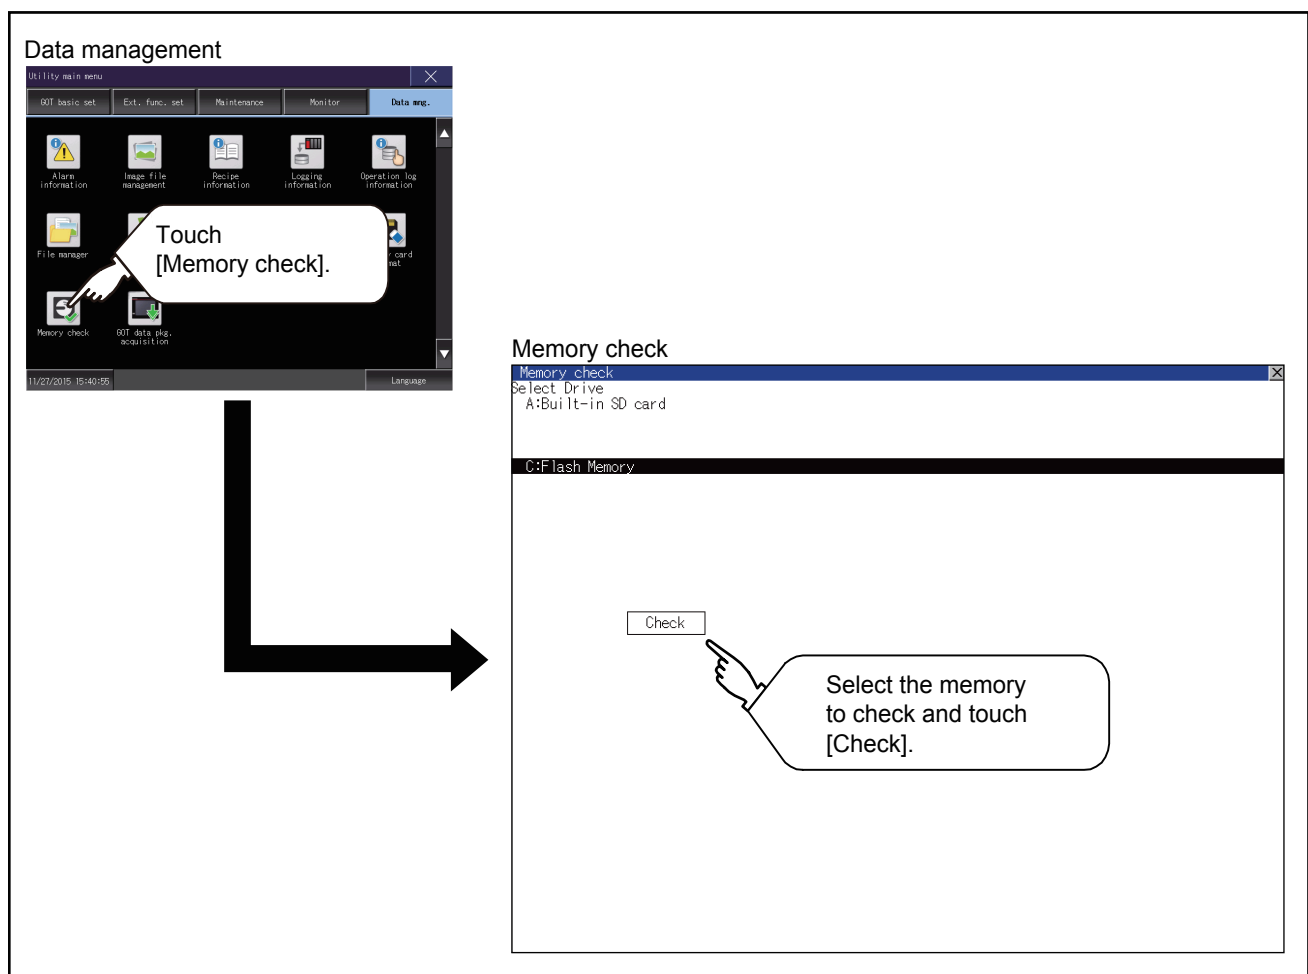 Data management
Utility main menu
GOT basic set Ext. func. set Maintenance Monitor Data mng.
Alarm information
Image file management
Recipe information
Logging information
Operation log information
File manager
card
Touch
[Memory check].
Memory check
GOT data pkg. acquisition
11/27/2015 15:40:55 Language
Memory check
Memory check
Select Drive
A:Built-in SD card
C:Flash Memory
Check
Select the memory
to check and touch
[Check].